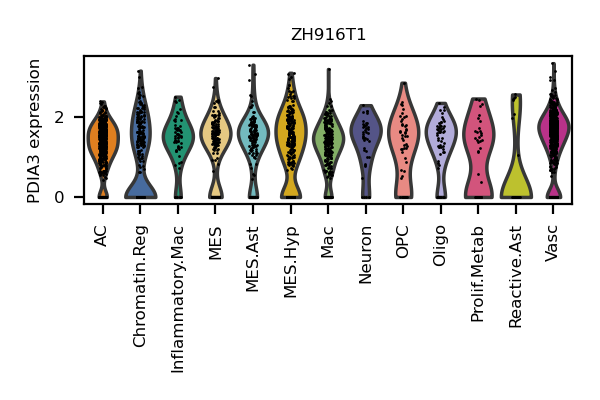 ZH916T1
PDIA3 expression
2
0
AC
Chromatin.Reg
Inflammatory.Mac
MES
MES.Ast
MES.Hyp
Mac
Neuron
OPC
Oligo
Prolif.Metab
Reactive.Ast
Vasc